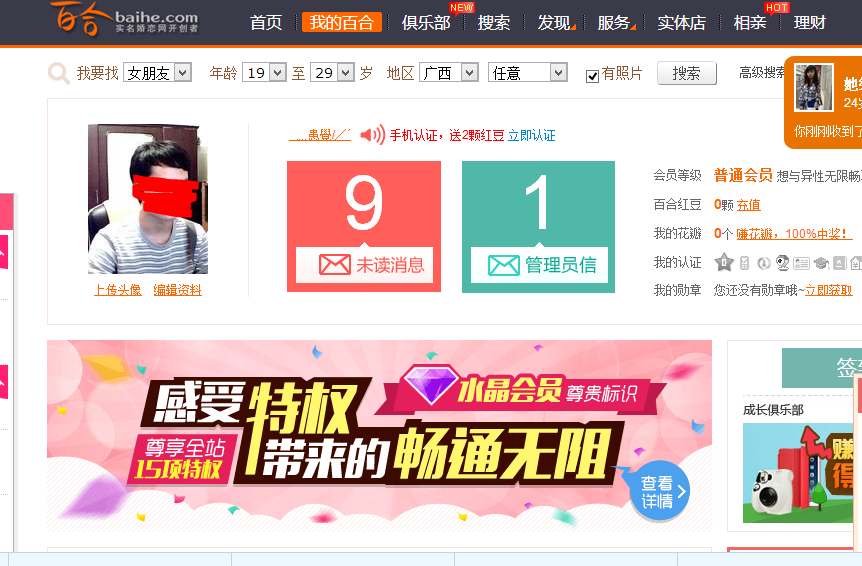 百合 baihe.com
实名婚恋网开创者
首页 我的百合 俱乐部 NEW 搜索 发现 服务 实体店 相亲 HOT 理财
我要找 女朋友 年龄 19 至 29 岁 地区 广西 任意 有照片 搜索 高级搜索
24
你刚刚收到了
手机认证，送2颗红豆 立即认证
9
未读消息
1
管理员信
上传头像 编辑资料
会员等级 普通会员 想与异性无限畅
百合红豆 0颗 充值
我的花瓣 0个 赚花瓣，100%中奖！
我的认证
我的勋章 您还没有勋章哦~立即获取
感受特权
水晶会员 尊贵标识
尊享全站
15项特权
带来的畅通无阻
查看
详情
成长俱乐部
赚
得